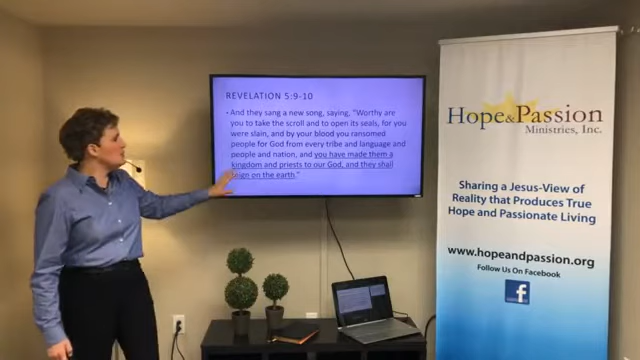 REVELATION 5:9-10
• And they sang a new song, saying, "Worthy are
you to take the scroll and to open its seals, for you
were slain, and by your blood you ransomed
people for God from every tribe and language and
people and nation, and you have made them a
kingdom and priests to our God, and they shall
reign on the earth."
Hope&Passion
Ministries, Inc.
Sharing a Jesus-View of
Reality that Produces True
Hope and Passionate Living
www.hopeandpassion.org
Follow Us On Facebook
f